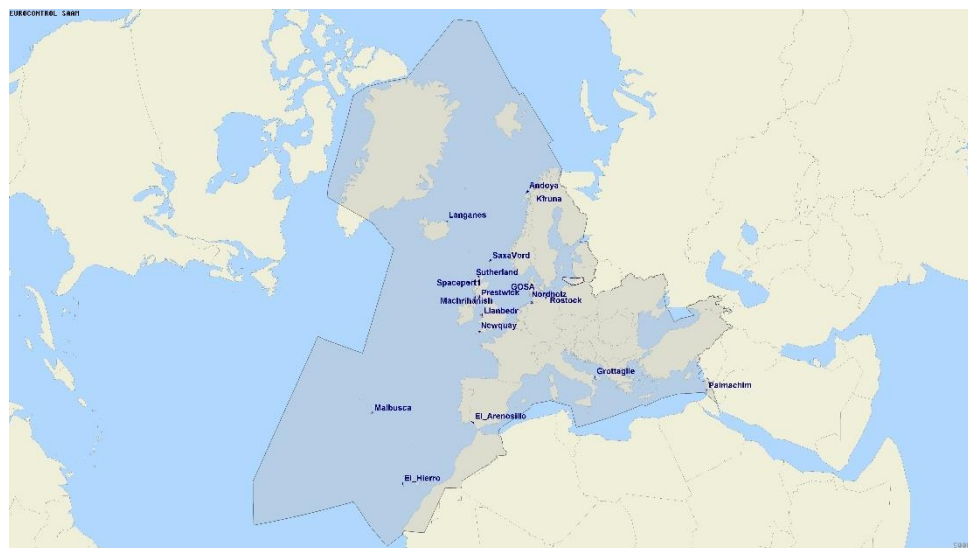 EUROCONTROL SAAM
Andoya
Kiruna
Langanes
SaxaVord
Sutherland
Spaceport1
GOSA
Prestwick
Nordholz
Machrihanish
Rostock
Llanbedr
Newquay
Grottaglie
Palmachim
Malbusca
El_Arenosillo
El_Hierro